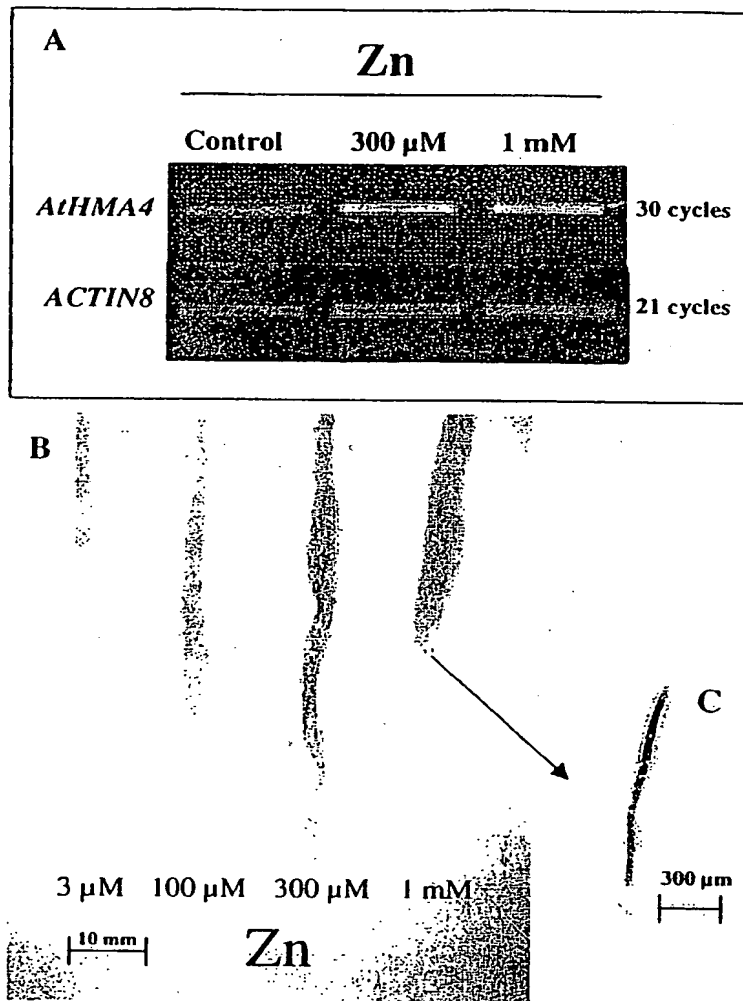 A
Zn
Control 300 µM 1 mM
AtHMA4 30 cycles
ACTIN8 21 cycles
B
C
3 µM 100 µM 300 µM 1 mM
300 µm
10 mm
Zn